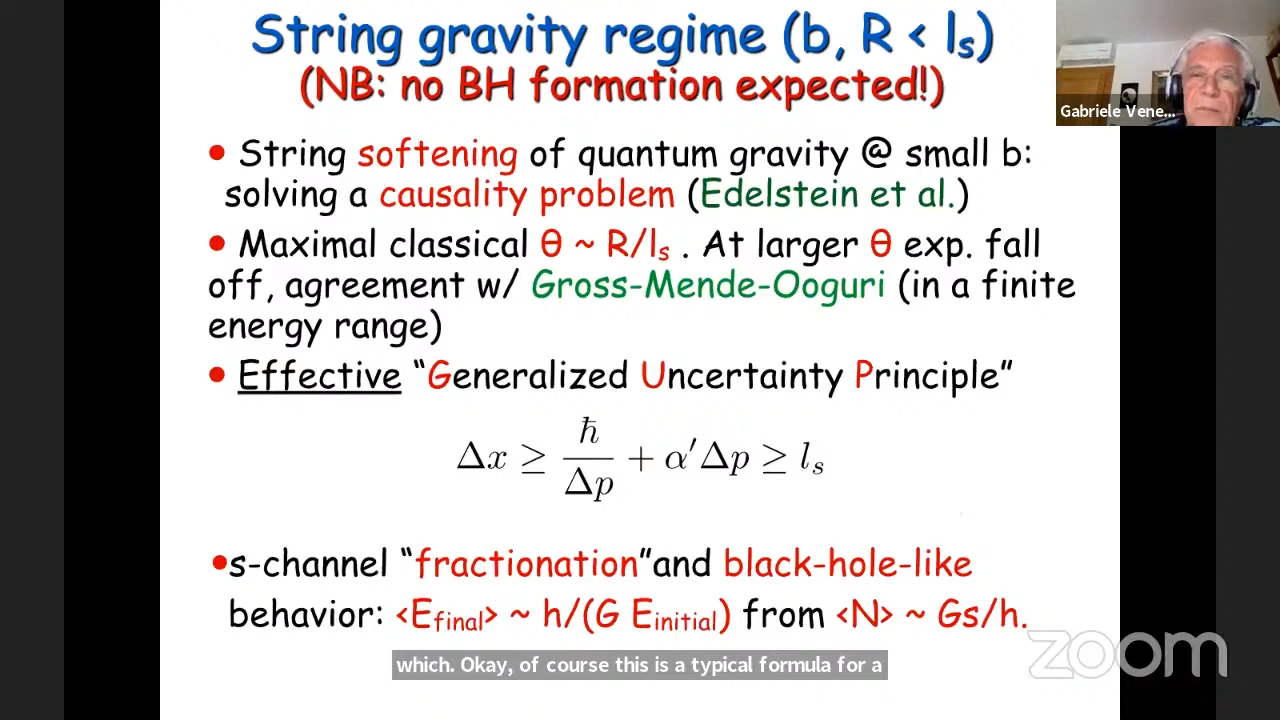 String gravity regime (b, R < lₛ)
(NB: no BH formation expected!)
Gabriele Vene...
• String softening of quantum gravity @ small b:
solving a causality problem (Edelstein et al.)
• Maximal classical θ ~ R/lₛ . At larger θ exp. fall
off, agreement w/ Gross-Mende-Ooguri (in a finite
energy range)
• Effective “Generalized Uncertainty Principle”
Δx ≥ ħ/Δp + α′Δp ≥ lₛ
•s-channel “fractionation”and black-hole-like
behavior: <E_final> ~ h/(G E_initial) from <N> ~ Gs/h.
which. Okay, of course this is a typical formula for a
zoom